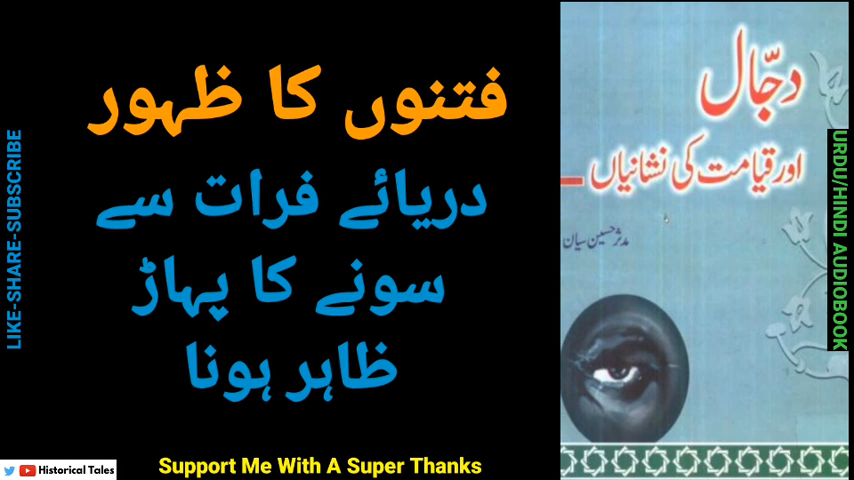 فتنوں کا ظہور
دریائے فرات سے
سونے کا پہاڑ
ظاہر ہونا
دجّال
اور قیامت کی نشانیاں
مدثر حسین سیان
LIKE-SHARE-SUBSCRIBE
URDU/HINDI AUDIOBOOK
Historical Tales
Support Me With A Super Thanks